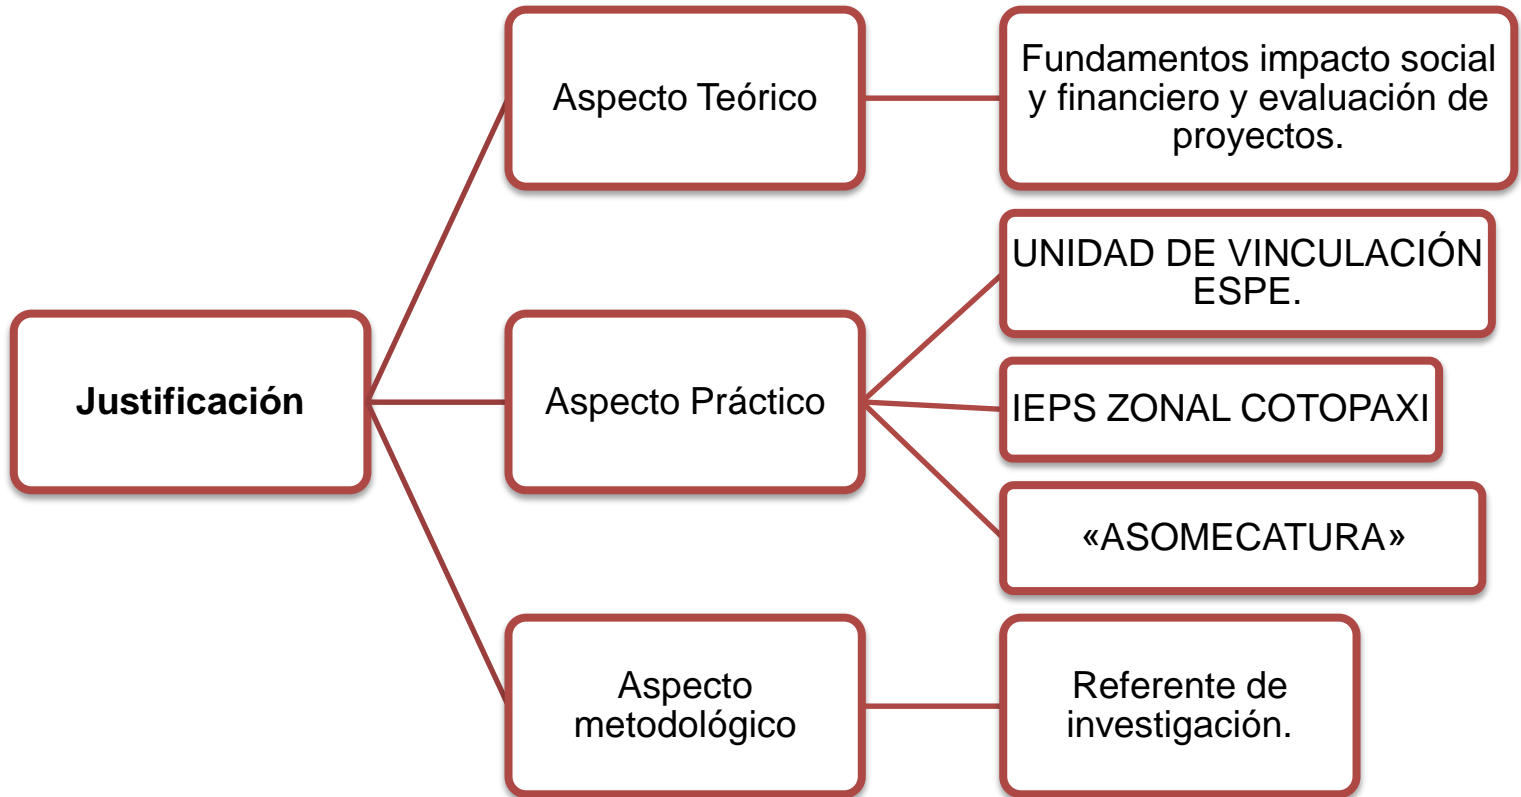 Justificación
Aspecto Teórico
Fundamentos impacto social
y financiero y evaluación de
proyectos.
Aspecto Práctico
UNIDAD DE VINCULACIÓN
ESPE.
IEPS ZONAL COTOPAXI
«ASOMECATURA»
Aspecto
metodológico
Referente de
investigación.